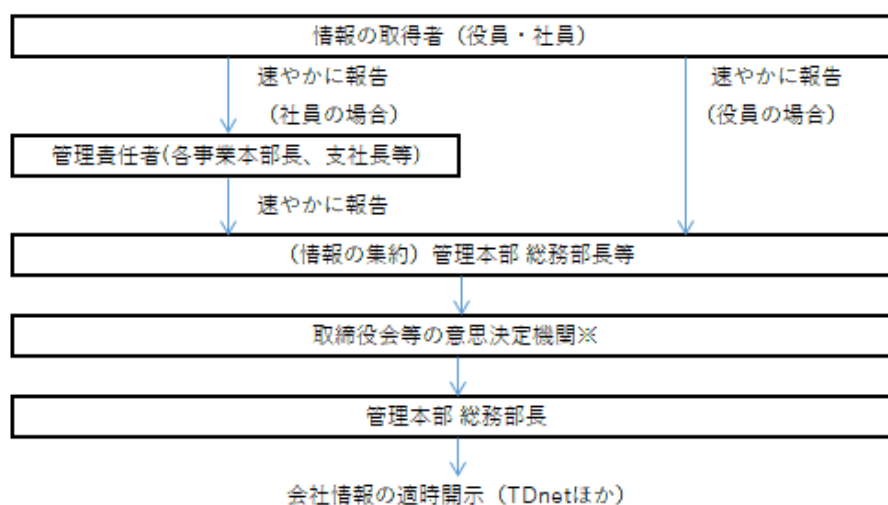 情報の取得者（役員・社員）
速やかに報告
（社員の場合）
速やかに報告
（役員の場合）
管理責任者(各事業本部長、支社長等)
速やかに報告
（情報の集約）管理本部 総務部長等
取締役会等の意思決定機関※
管理本部 総務部長
会社情報の適時開示（TDnetほか）